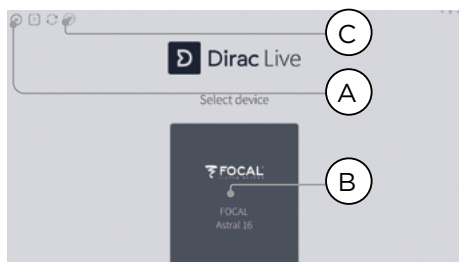 C
Dirac Live
A
Select device
FOCAL
B
FOCAL
Astral 16